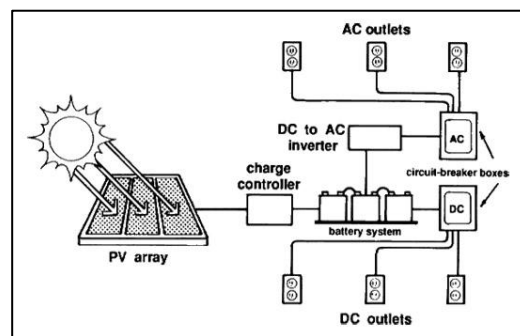 AC outlets
DC to AC
inverter
AC
charge
controller
circuit-breaker boxes
DC
battery system
PV array
DC outlets